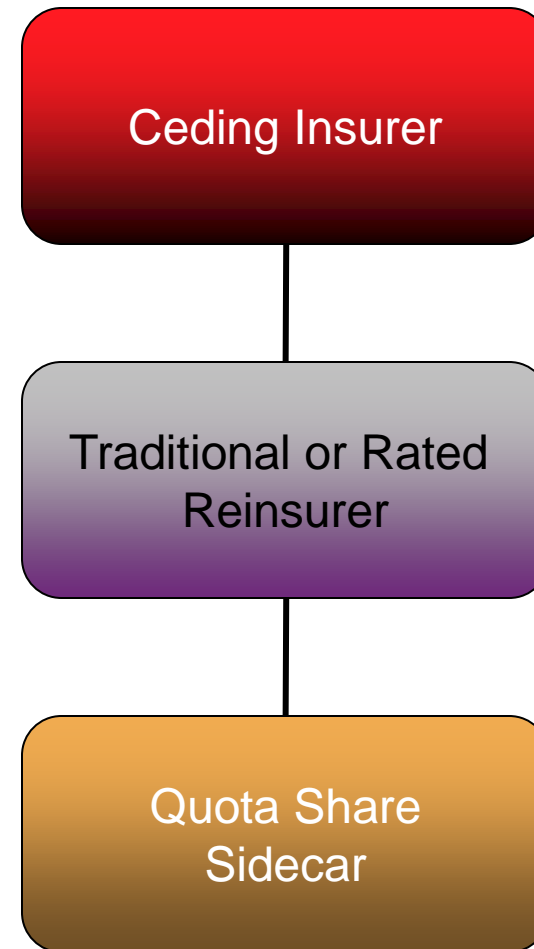 Ceding Insurer
Traditional or Rated
Reinsurer
Quota Share
Sidecar